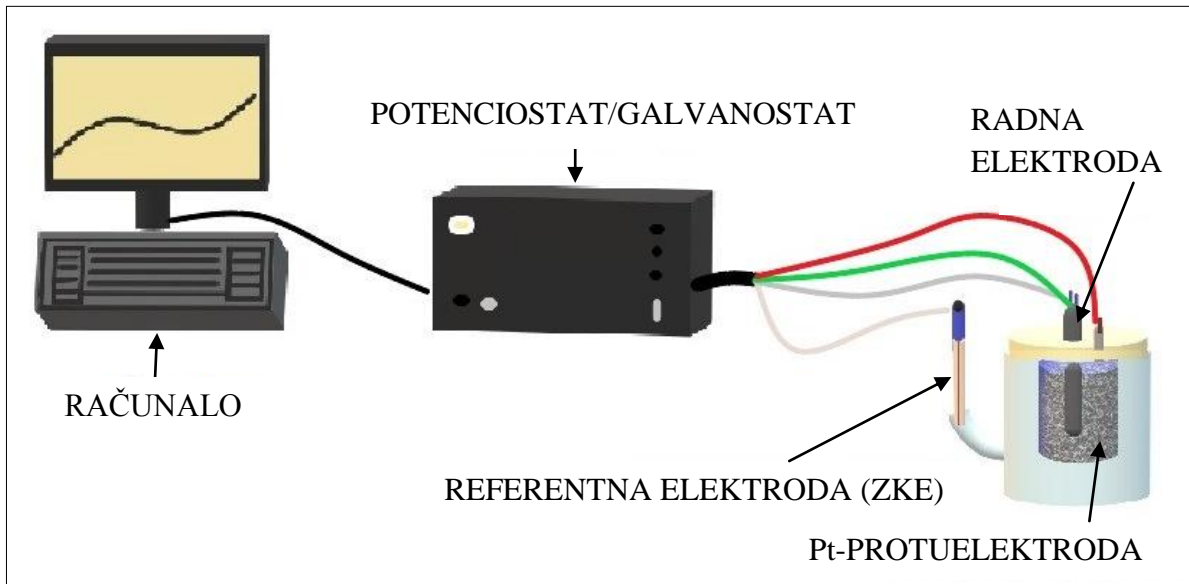 POTENCIOSTAT/GALVANOSTAT
RADNA
ELEKTRODA
RAČUNALO
REFERENTNA ELEKTRODA (ZKE)
Pt-PROTUELEKTRODA